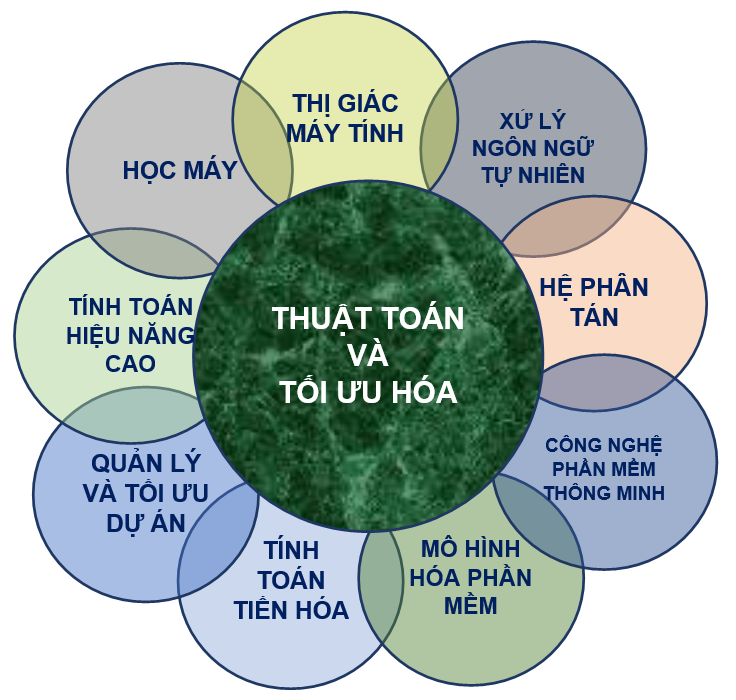 THỊ GIÁC
MÁY TÍNH
XỬ LÝ
NGÔN NGỮ
TỰ NHIÊN
HỌC MÁY
HỆ PHÂN
TÁN
TÍNH TOÁN
HIỆU NĂNG
CAO
THUẬT TOÁN
VÀ
TỐI ƯU HÓA
CÔNG NGHỆ
PHẦN MỀM
THÔNG MINH
QUẢN LÝ
VÀ TỐI ƯU
DỰ ÁN
TÍNH
TOÁN
TIẾN HÓA
MÔ HÌNH
HÓA PHẦN
MỀM